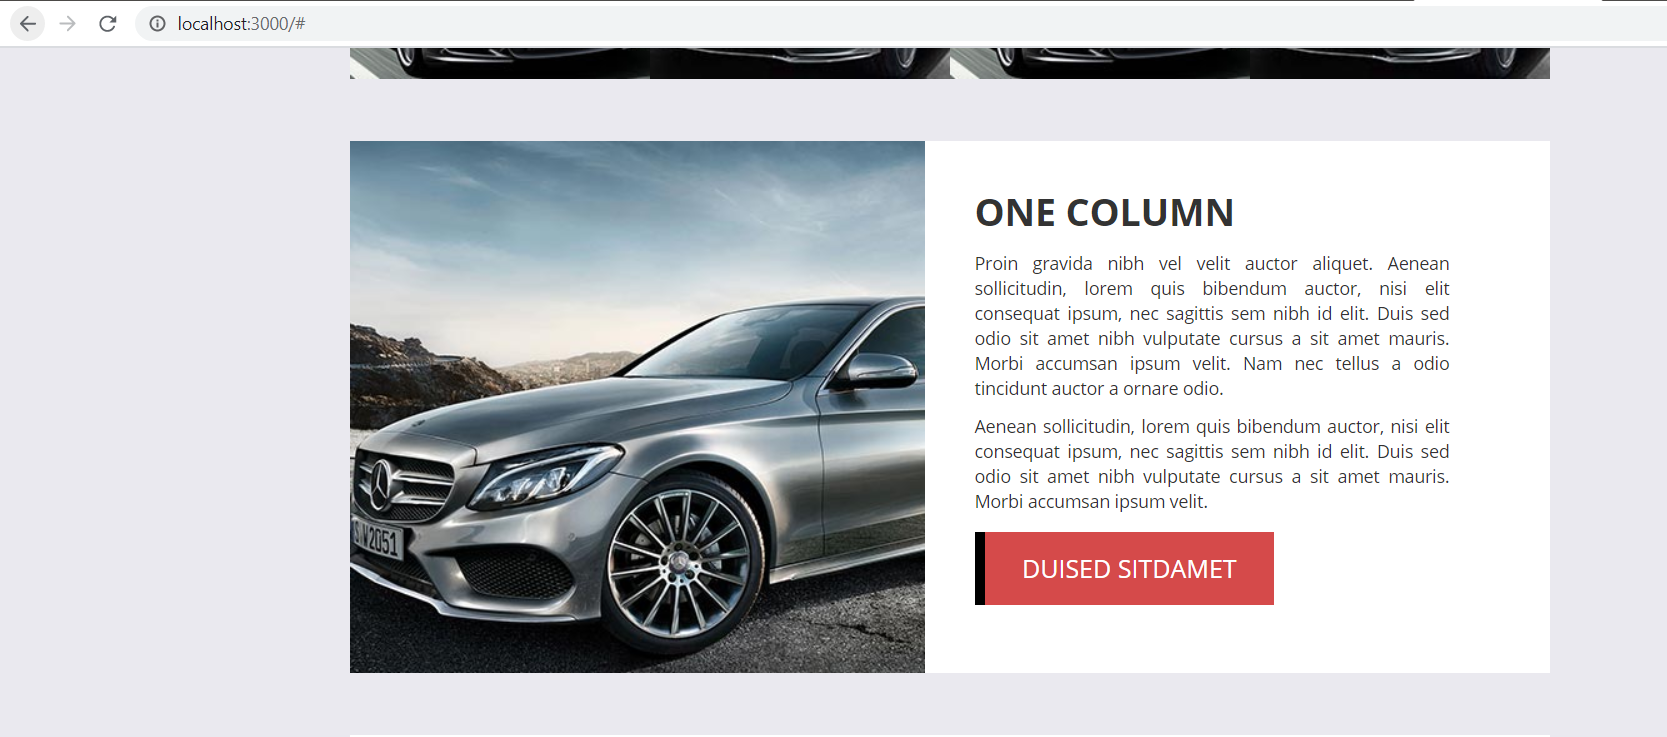 localhost:3000/#
ONE COLUMN
Proin gravida nibh vel velit auctor aliquet. Aenean
sollicitudin, lorem quis bibendum auctor, nisi elit
consequat ipsum, nec sagittis sem nibh id elit. Duis sed
odio sit amet nibh vulputate cursus a sit amet mauris.
Morbi accumsan ipsum velit. Nam nec tellus a odio
tincidunt auctor a ornare odio.
Aenean sollicitudin, lorem quis bibendum auctor, nisi elit
consequat ipsum, nec sagittis sem nibh id elit. Duis sed
odio sit amet nibh vulputate cursus a sit amet mauris.
Morbi accumsan ipsum velit.
DUISED SITDAMET